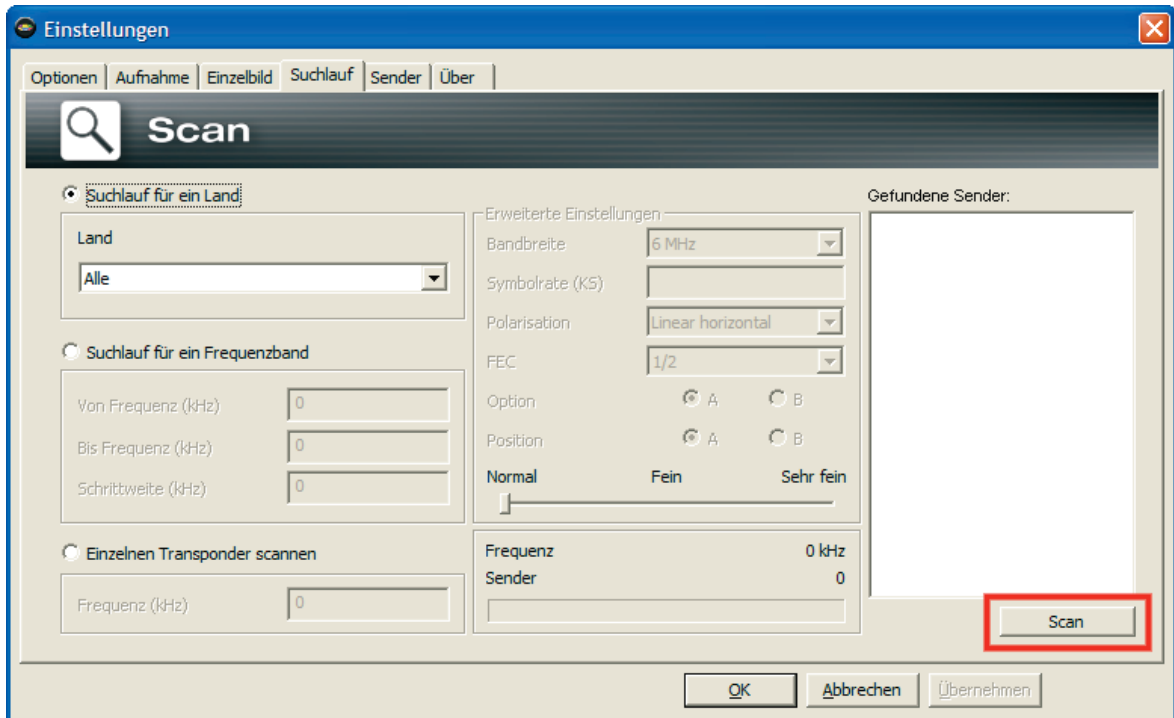 Einstellungen
Optionen Aufnahme Einzelbild Suchlauf Sender Über
Scan
Suchlauf für ein Land
Land
Alle
Suchlauf für ein Frequenzband
Von Frequenz (kHz) 0
Bis Frequenz (kHz) 0
Schrittweite (kHz) 0
Einzelnen Transponder scannen
Frequenz (kHz) 0
Erweiterte Einstellungen
Bandbreite 6 MHz
Symbolrate (KS)
Polarisation Linear horizontal
FEC 1/2
Option A B
Position A B
Normal Fein Sehr fein
Frequenz 0 kHz
Sender 0
Gefundene Sender:
Scan
OK Abbrechen Übernehmen